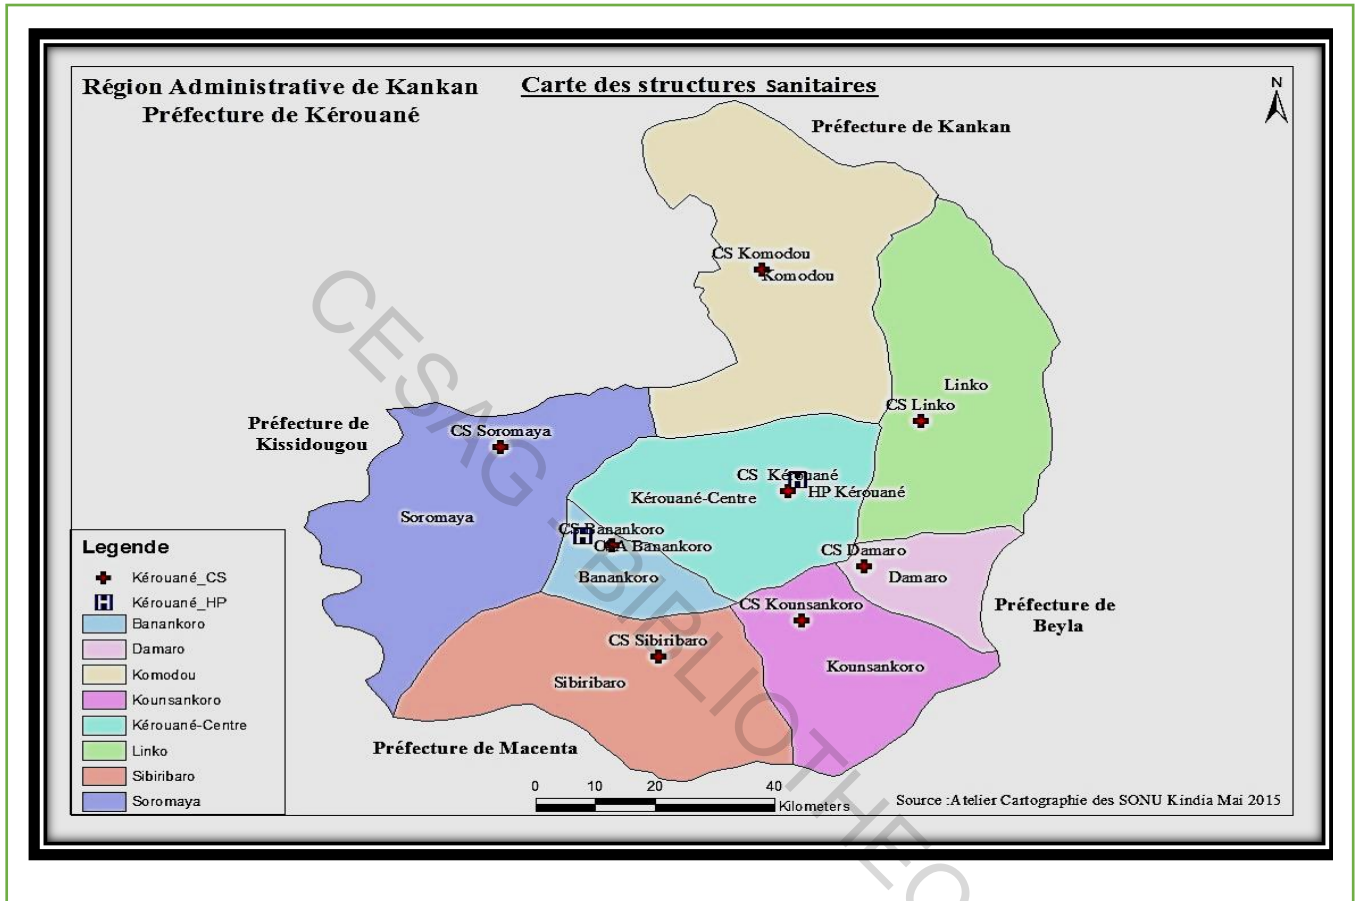 Région Administrative de Kankan
Préfecture de Kérouané
Carte des structures sanitaires
N
Préfecture de Kankan
CS Komodou
Komodou
Linko
CS Linko
Préfecture de
Kissidougou
CS Soromaya
Soromaya
CS Kérouané
HP Kérouané
Kérouané-Centre
CS Banankoro
Banankoro
Banankoro
CS Damaro
Damaro
CS Kounsankoro
Kounsankoro
Préfecture de
Beyla
CS Sibiribaro
Sibiribaro
Préfecture de Macenta
Legende
Kérouané_CS
H Kérouané_HP
Banankoro
Damaro
Komodou
Kounsankoro
Kérouané-Centre
Linko
Sibiribaro
Soromaya
0 10 20 40
Kilometers
Source :Atelier Cartographie des SONU Kindia Mai 2015
CESAG - BIBLIOTHEQ